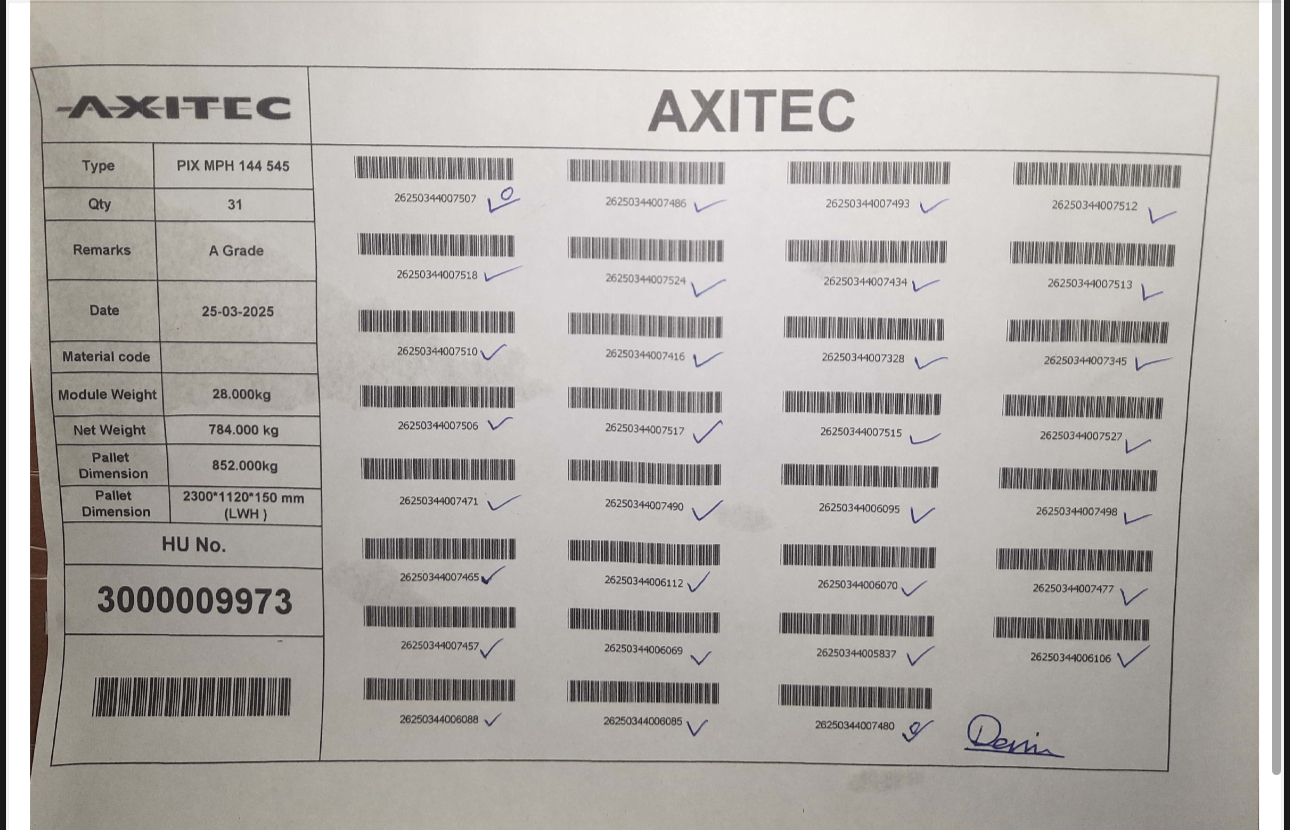 AXITEC
AXITEC
Type PIX MPH 144 545
Qty 31
Remarks A Grade
Date 25-03-2025
Material code
Module Weight 28.000kg
Net Weight 784.000 kg
Pallet Dimension 852.000kg
Pallet Dimension 2300*1120*150 mm (LWH )
HU No.
3000009973
26250344007507 26250344007486 26250344007493 26250344007512
26250344007518 26250344007524 26250344007434 26250344007513
26250344007510 26250344007416 26250344007328 26250344007345
26250344007506 26250344007517 26250344007515 26250344007527
26250344007471 26250344007490 26250344006095 26250344007498
26250344007465 26250344006112 26250344006070 26250344007477
26250344007457 26250344006069 26250344005837 26250344006106
26250344006088 26250344006085 26250344007480